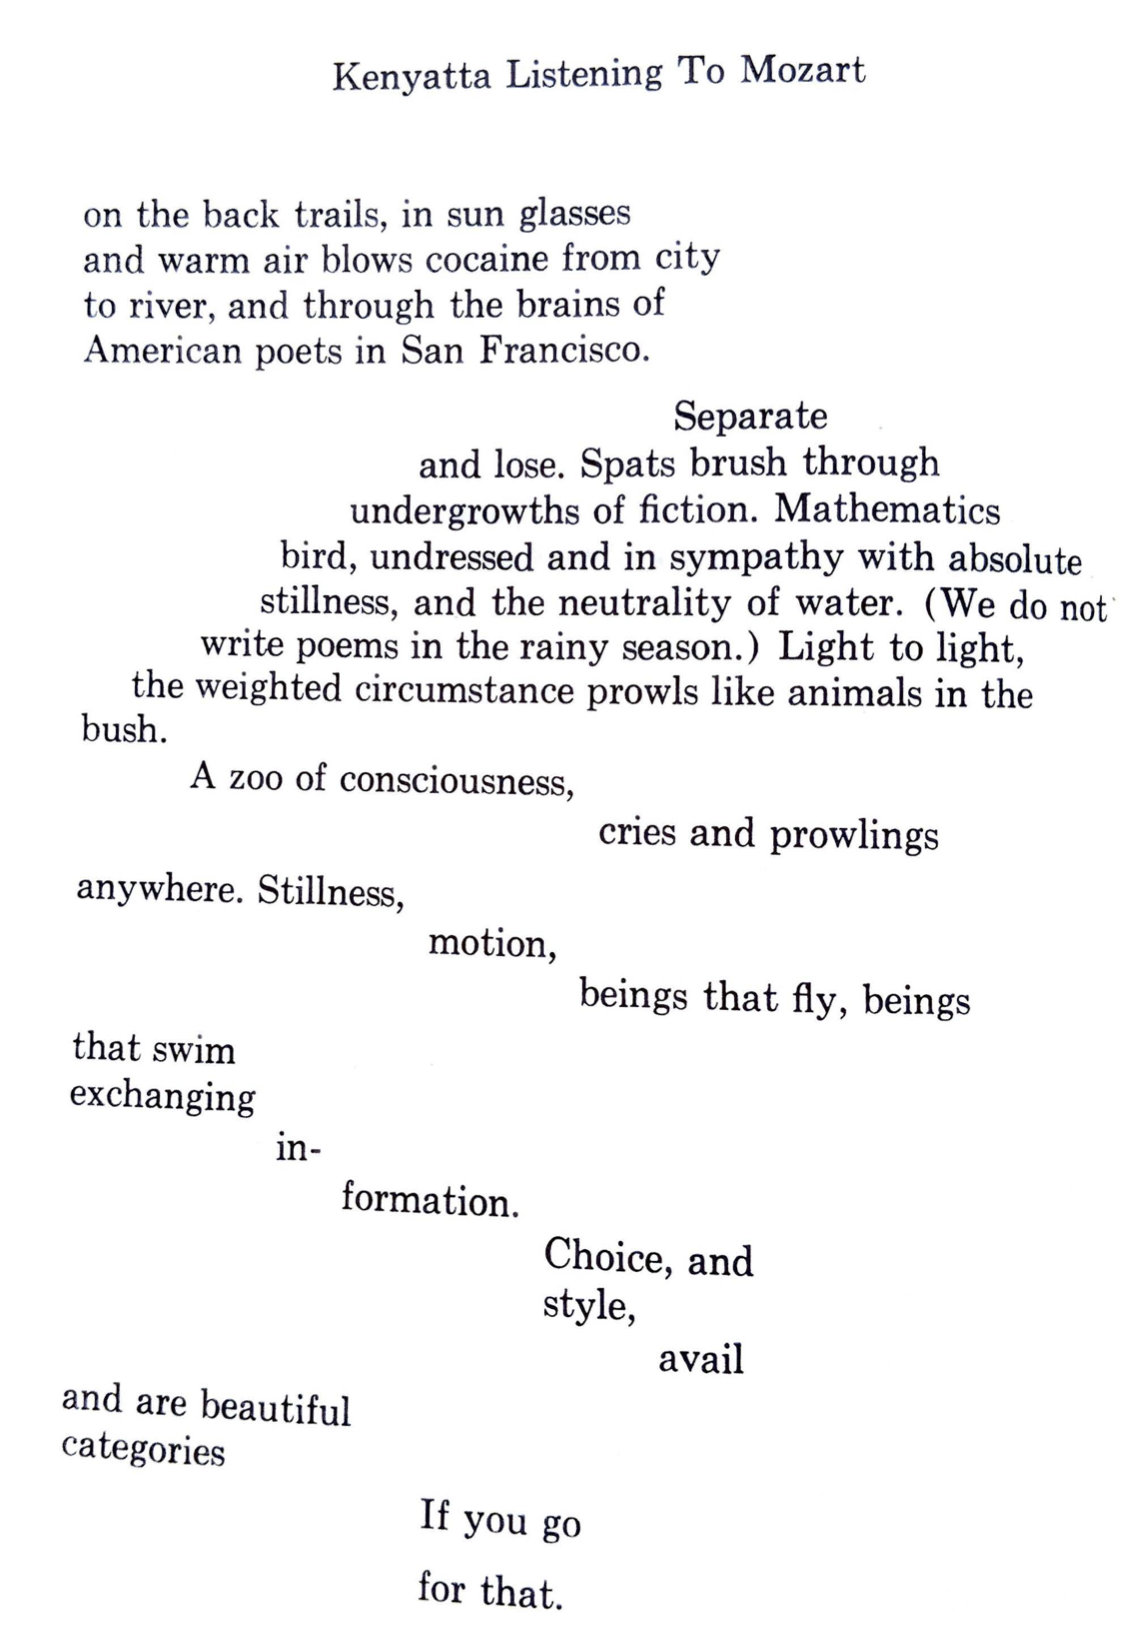 Kenyatta Listening To Mozart
on the back trails, in sun glasses
and warm air blows cocaine from city
to river, and through the brains of
American poets in San Francisco.
Separate
and lose. Spats brush through
undergrowths of fiction. Mathematics
bird, undressed and in sympathy with absolute
stillness, and the neutrality of water. (We do not
write poems in the rainy season.) Light to light,
the weighted circumstance prowls like animals in the
bush.
A zoo of consciousness,
cries and prowlings
anywhere. Stillness,
motion,
beings that fly, beings
that swim
exchanging
in-
formation.
Choice, and
style,
avail
and are beautiful
categories
If you go
for that.